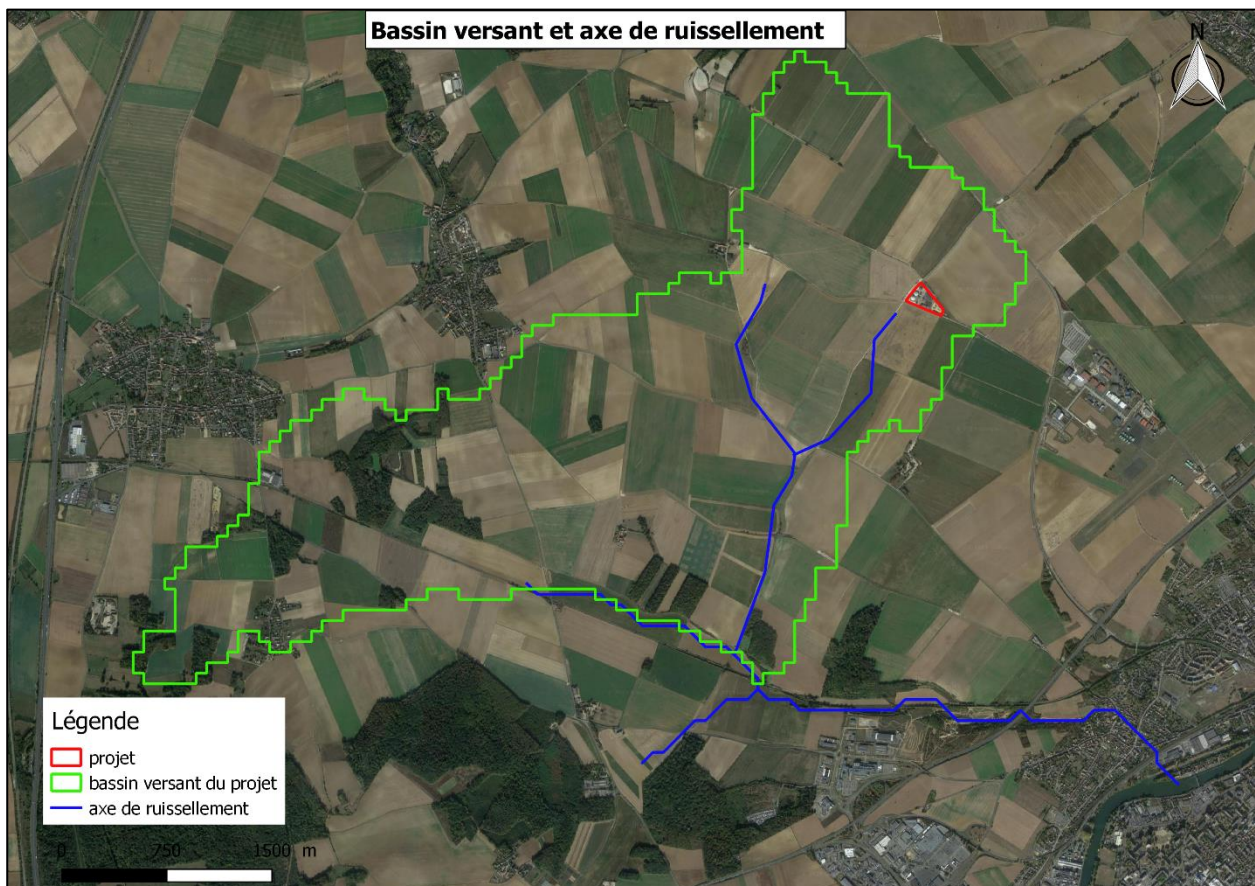 Bassin versant et axe de ruissellement
N
Légende
projet
bassin versant du projet
axe de ruissellement
0 750 1500 m